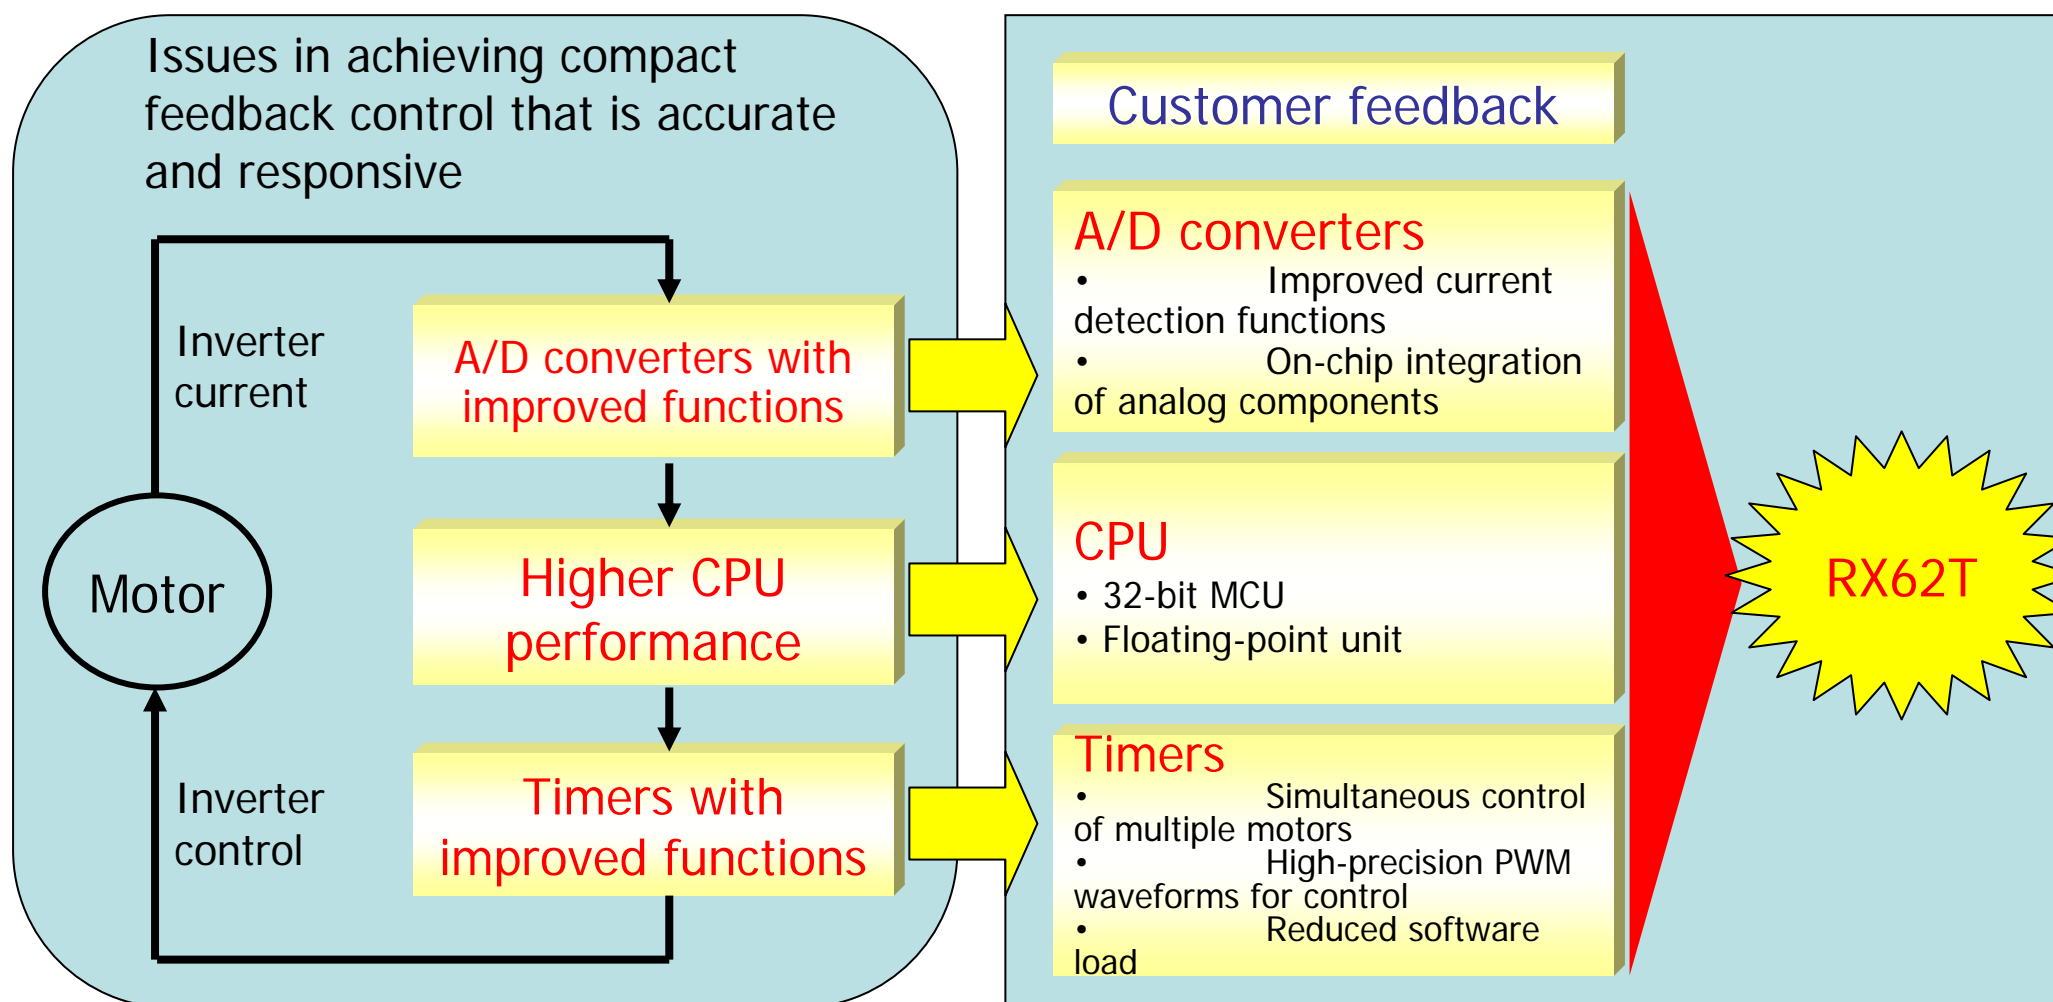 Issues in achieving compact
feedback control that is accurate
and responsive
Inverter
current
A/D converters with
improved functions
Motor
Higher CPU
performance
Inverter
control
Timers with
improved functions
Customer feedback
A/D converters
• Improved current
detection functions
• On-chip integration
of analog components
CPU
• 32-bit MCU
• Floating-point unit
Timers
• Simultaneous control
of multiple motors
• High-precision PWM
waveforms for control
• Reduced software
load
RX62T